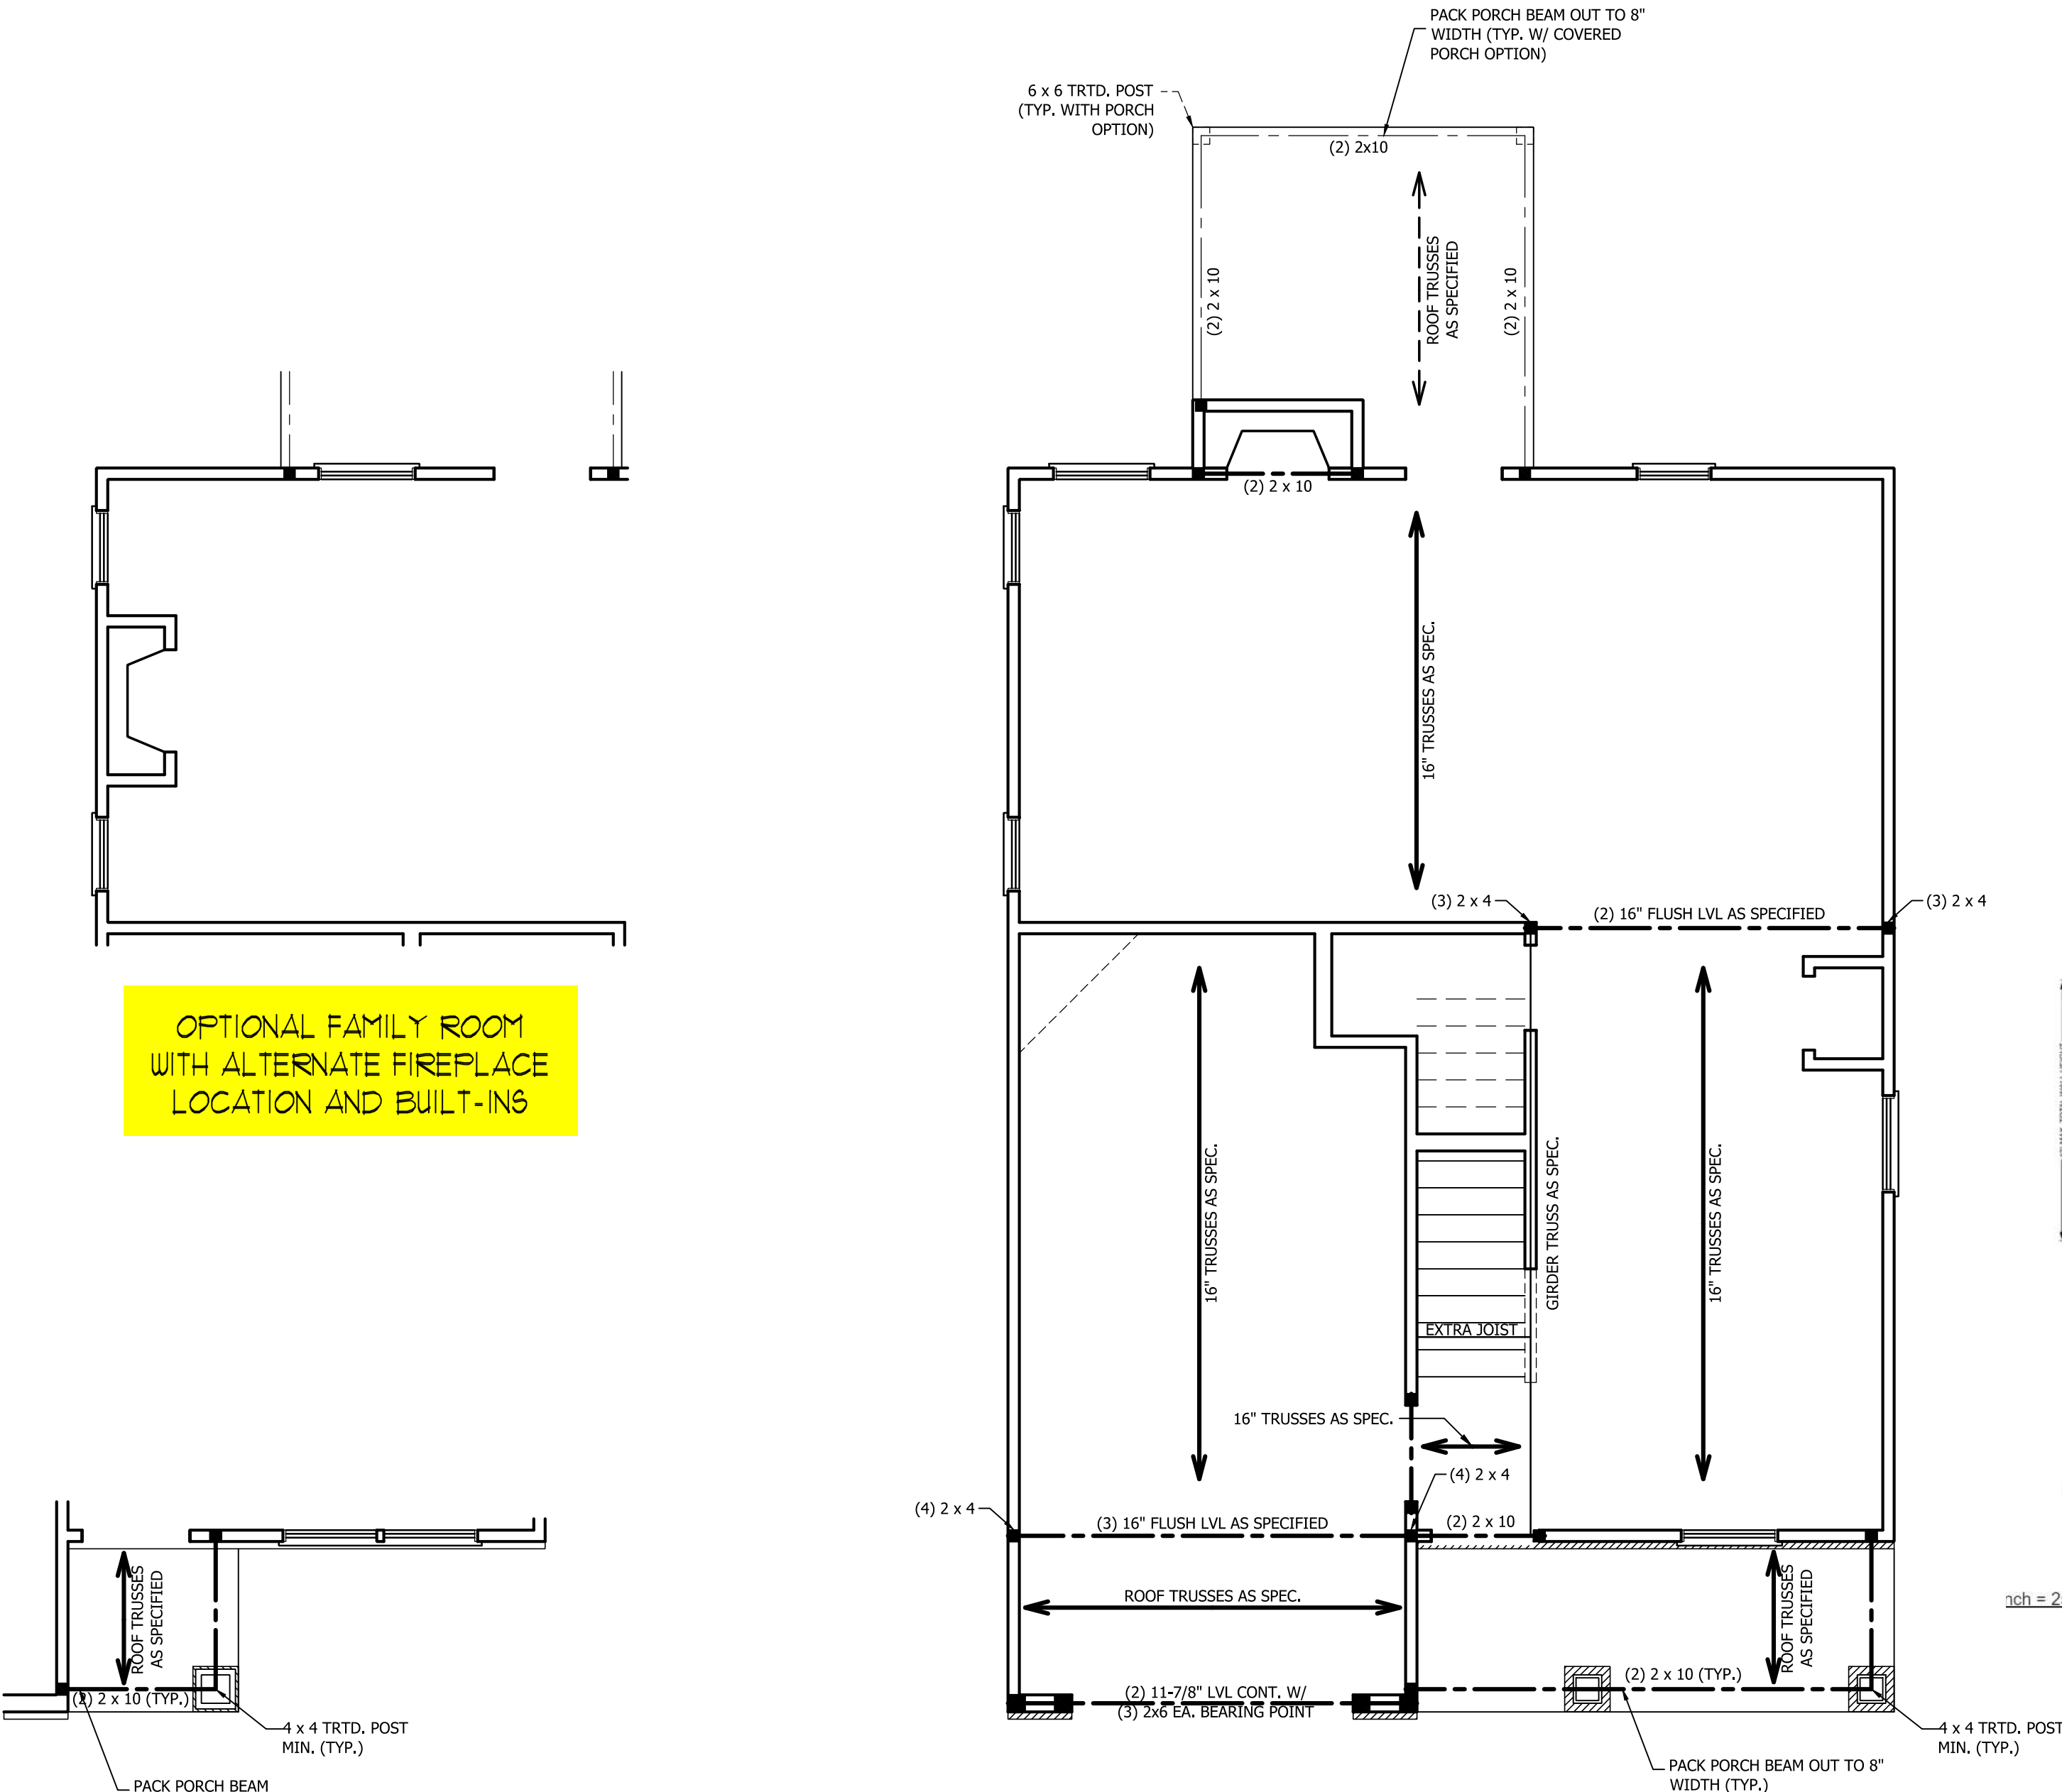 PACK PORCH BEAM OUT TO 8"
WIDTH (TYP. W/ COVERED
PORCH OPTION)
6 x 6 TRTD. POST
(TYP. WITH PORCH
OPTION)
(2) 2x10
(2) 2 x 10
ROOF TRUSSES
AS SPECIFIED
(2) 2 x 10
(2) 2 x 10
16" TRUSSES AS SPEC.
(3) 2 x 4
(2) 16" FLUSH LVL AS SPECIFIED
(3) 2 x 4
OPTIONAL FAMILY ROOM
WITH ALTERNATE FIREPLACE
LOCATION AND BUILT-INS
16" TRUSSES AS SPEC.
GIRDER TRUSS AS SPEC.
16" TRUSSES AS SPEC.
EXTRA JOIST
16" TRUSSES AS SPEC.
(4) 2 x 4
(4) 2 x 4
(3) 16" FLUSH LVL AS SPECIFIED
(2) 2 x 10
ROOF TRUSSES AS SPEC.
ROOF TRUSSES
AS SPECIFIED
(2) 2 x 10 (TYP.)
(2) 11-7/8" LVL CONT. W/
(3) 2x6 EA. BEARING POINT
4 x 4 TRTD. POST
MIN. (TYP.)
PACK PORCH BEAM OUT TO 8"
WIDTH (TYP.)
ROOF TRUSSES
AS SPECIFIED
(2) 2 x 10 (TYP.)
4 x 4 TRTD. POST
MIN. (TYP.)
PACK PORCH BEAM
nch = 2